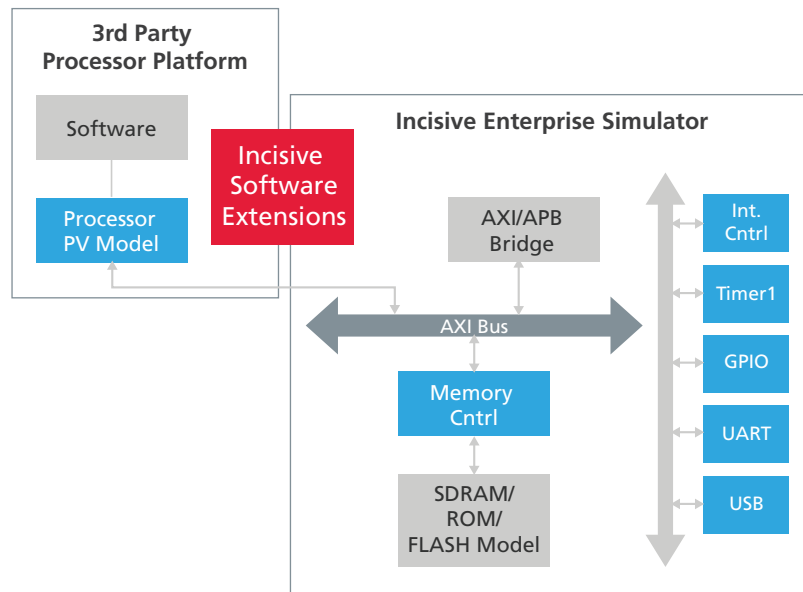 3rd Party
Processor Platform
Software
Processor
PV Model
Incisive
Software
Extensions
Incisive Enterprise Simulator
AXI/APB
Bridge
AXI Bus
Memory
Cntrl
SDRAM/
ROM/
FLASH Model
Int.
Cntrl
Timer1
GPIO
UART
USB